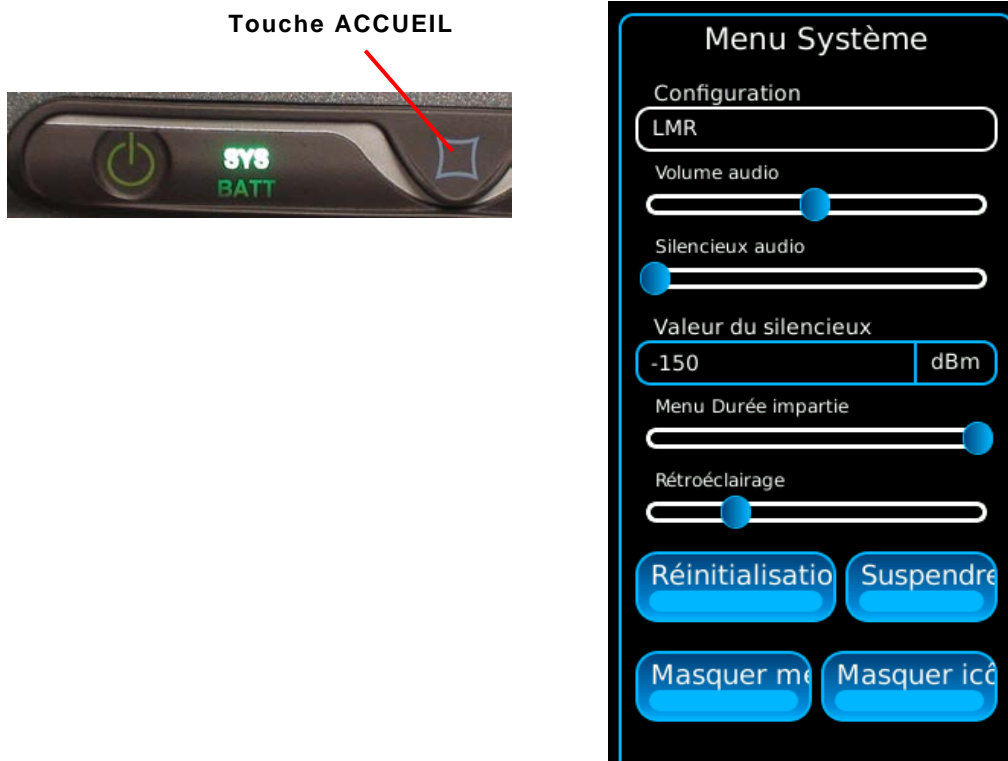 Touche ACCUEIL
SYS
BATT
Menu Système
Configuration
LMR
Volume audio
Silencieux audio
Valeur du silencieux
-150 dBm
Menu Durée impartie
Rétroéclairage
Réinitialisatio Suspendre
Masquer me Masquer icô